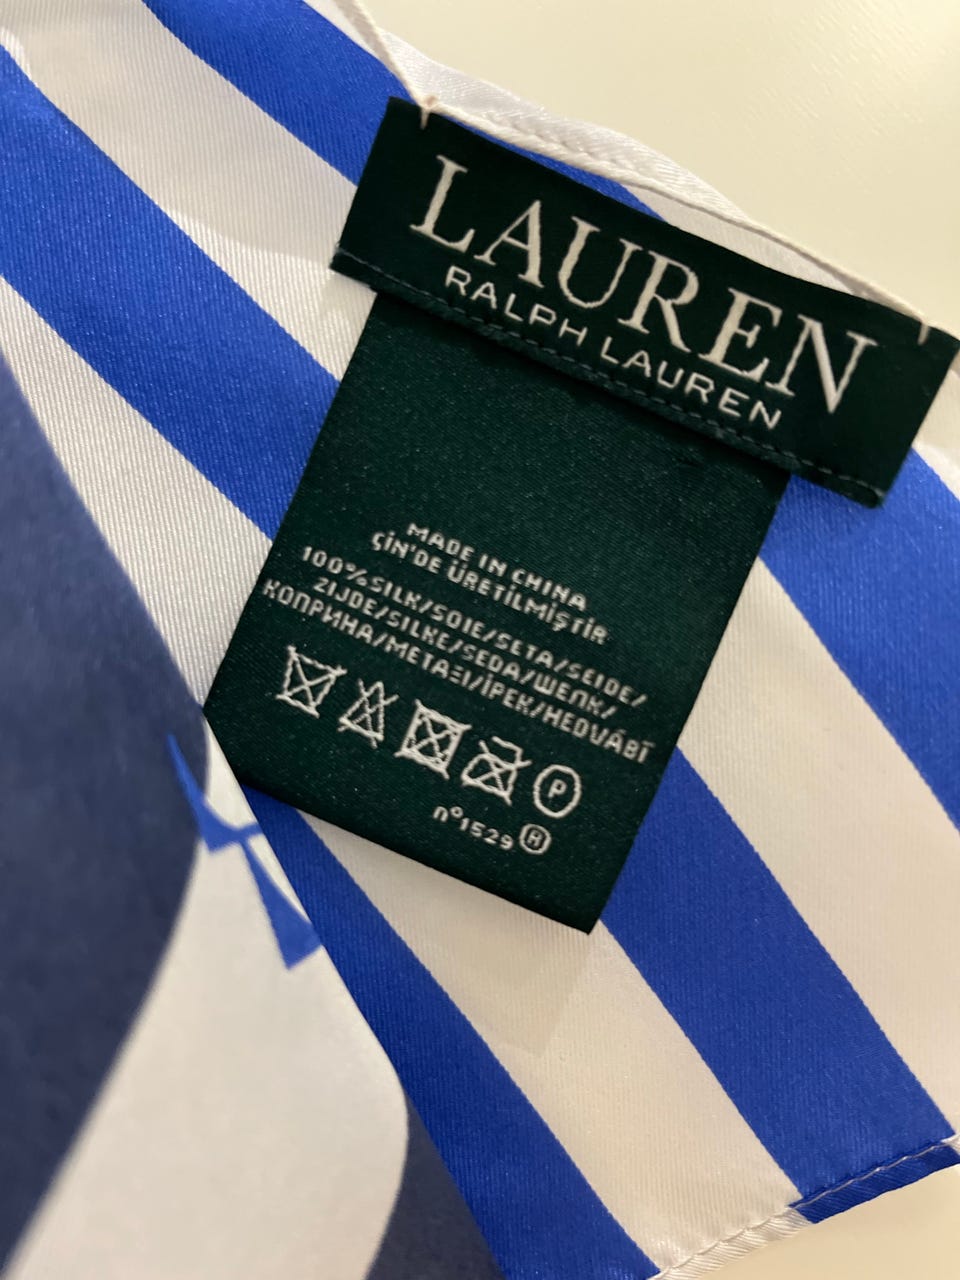 LAUREN
RALPH LAUREN
MADE IN CHINA
ÇİN'DE ÜRETİLMİŞTİR
100% SILK/SOIE/SETA/SEIDE/
ZIJDE/SILKE/SEDA/ШЕЛК/
КОПРИНА/ΜΕΤΑΞΙ/İPEK/HEDVÁBÍ
P
n°1529 ®